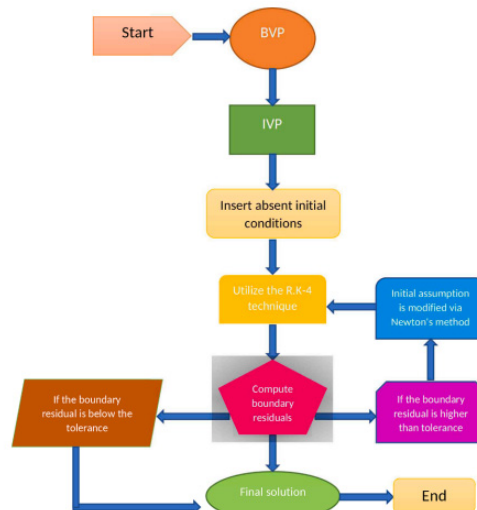 Start
BVP
IVP
Insert absent initial
conditions
Utilize the R.K-4
technique
Initial assumption
is modified via
Newton's method
Compute
boundary
residuals
If the boundary
residual is below the
tolerance
If the boundary
residual is higher
than tolerance
Final solution
End